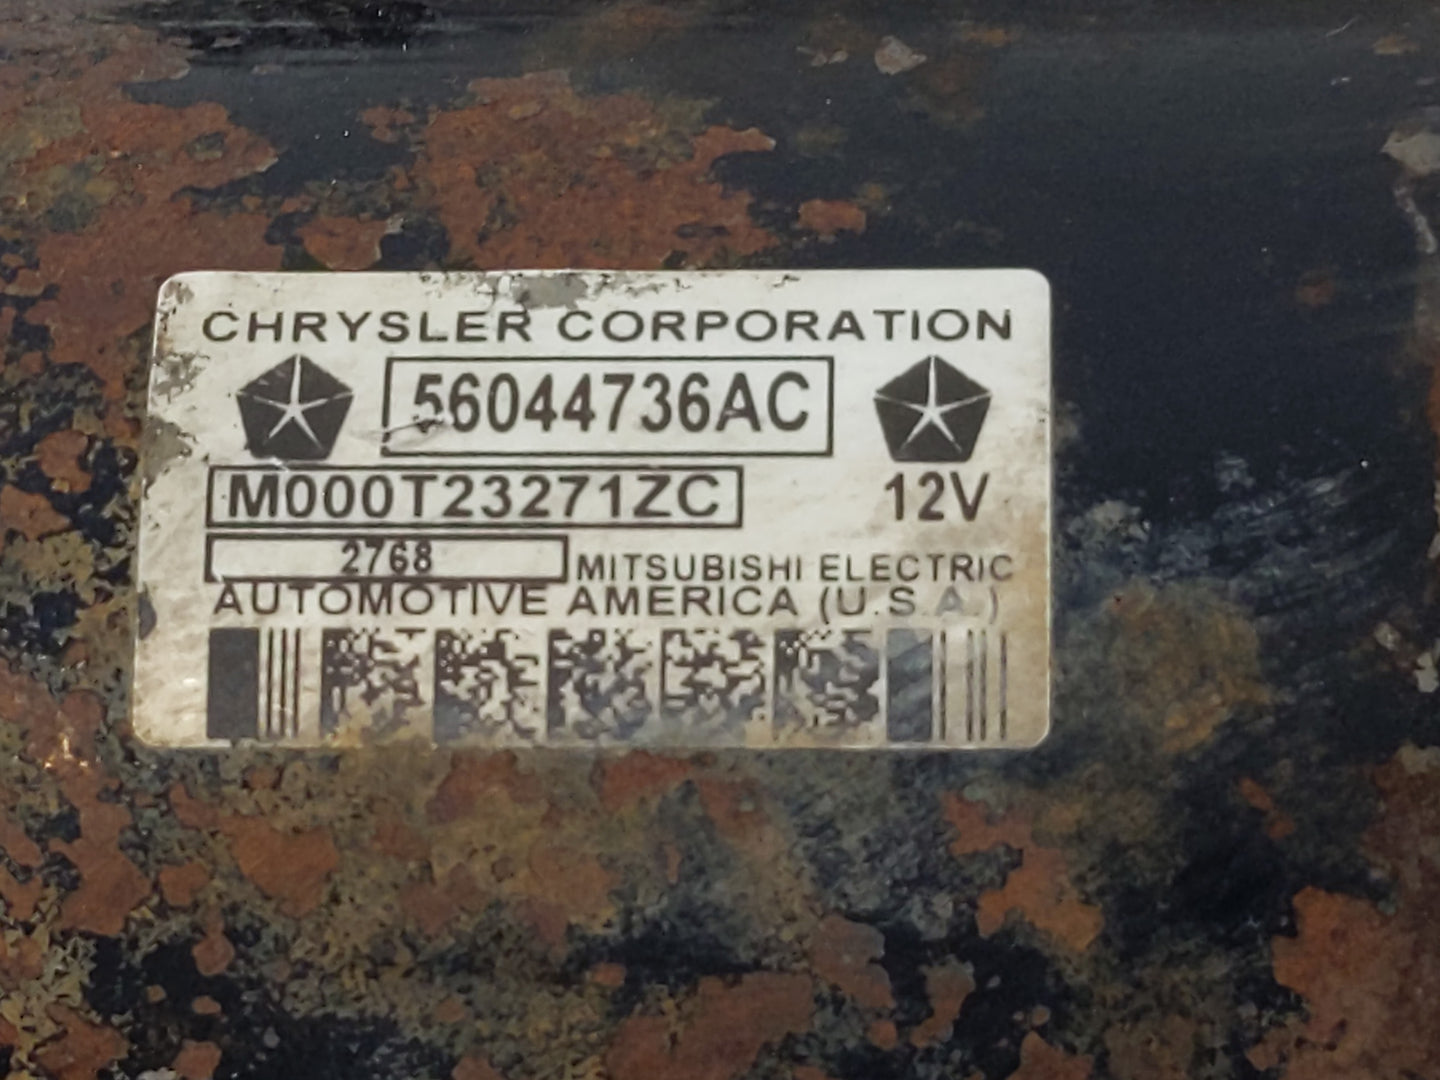 CHRYSLER CORPORATION
56044736AC
M000T23271ZC 12V
2768 MITSUBISHI ELECTRIC
AUTOMOTIVE AMERICA (U.S.A.)